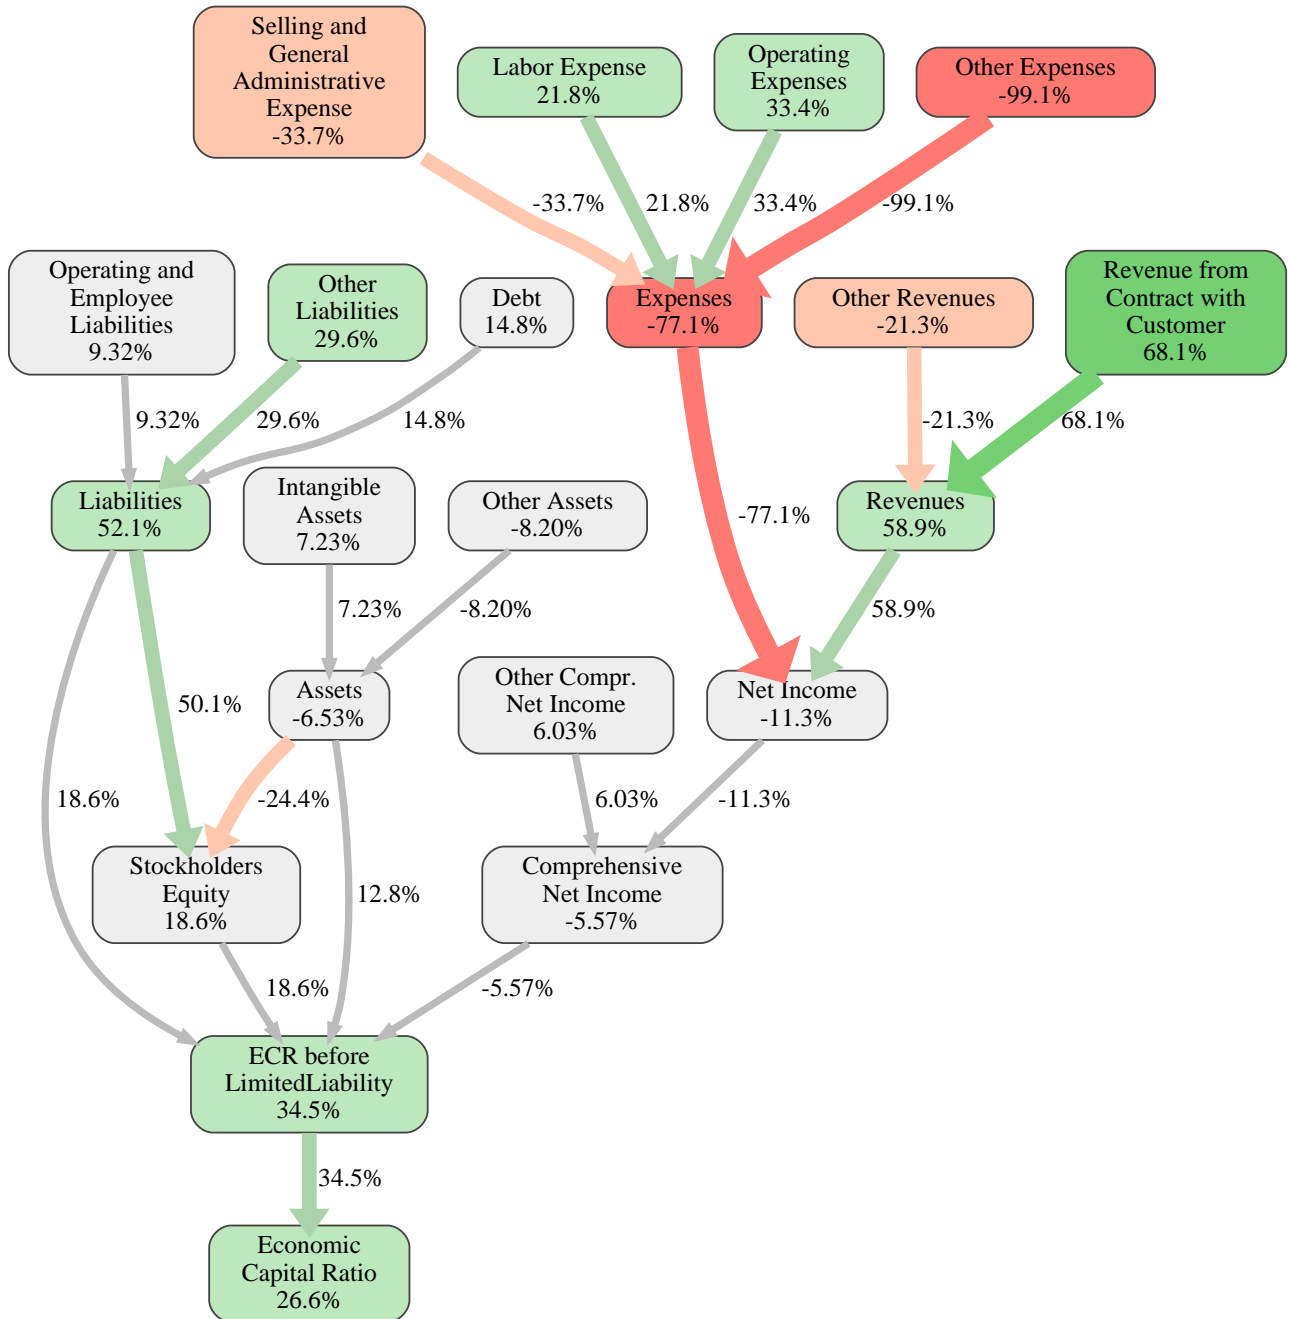 Selling and
General
Administrative
Expense
-33.7%
Labor Expense
21.8%
Operating
Expenses
33.4%
Other Expenses
-99.1%
-33.7%
21.8%
33.4%
-99.1%
Operating and
Employee
Liabilities
9.32%
Other
Liabilities
29.6%
Debt
14.8%
Expenses
-77.1%
Other Revenues
-21.3%
Revenue from
Contract with
Customer
68.1%
9.32%
29.6%
14.8%
-21.3%
68.1%
Liabilities
52.1%
Intangible
Assets
7.23%
Other Assets
-8.20%
-77.1%
Revenues
58.9%
7.23%
-8.20%
58.9%
50.1%
Assets
-6.53%
Other Compr.
Net Income
6.03%
Net Income
-11.3%
18.6%
-24.4%
6.03%
-11.3%
Stockholders
Equity
18.6%
12.8%
Comprehensive
Net Income
-5.57%
18.6%
-5.57%
ECR before
LimitedLiability
34.5%
34.5%
Economic
Capital Ratio
26.6%